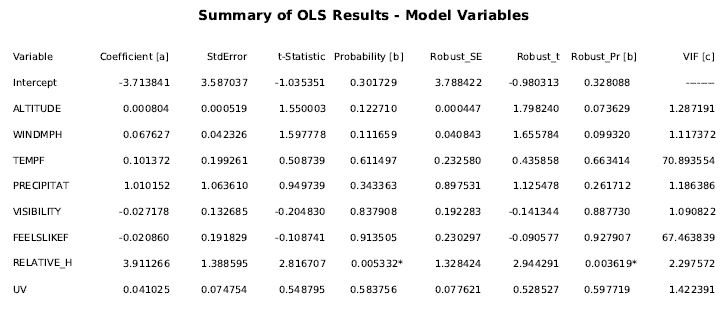 Summary of OLS Results - Model Variables
Variable Coefficient [a] StdError t-Statistic Probability [b] Robust_SE Robust_t Robust_Pr [b] VIF [c]
Intercept -3.713841 3.587037 -1.035351 0.301729 3.788422 -0.980313 0.328088 --------
ALTITUDE 0.000804 0.000519 1.550003 0.122710 0.000447 1.798240 0.073629 1.287191
WINDMPH 0.067627 0.042326 1.597778 0.111659 0.040843 1.655784 0.099320 1.117372
TEMPF 0.101372 0.199261 0.508739 0.611497 0.232580 0.435858 0.663414 70.893554
PRECIPITAT 1.010152 1.063610 0.949739 0.343363 0.897531 1.125478 0.261712 1.186386
VISIBILITY -0.027178 0.132685 -0.204830 0.837908 0.192283 -0.141344 0.887730 1.090822
FEELSLIKEF -0.020860 0.191829 -0.108741 0.913505 0.230297 -0.090577 0.927907 67.463839
RELATIVE_H 3.911266 1.388595 2.816707 0.005332* 1.328424 2.944291 0.003619* 2.297572
UV 0.041025 0.074754 0.548795 0.583756 0.077621 0.528527 0.597719 1.422391